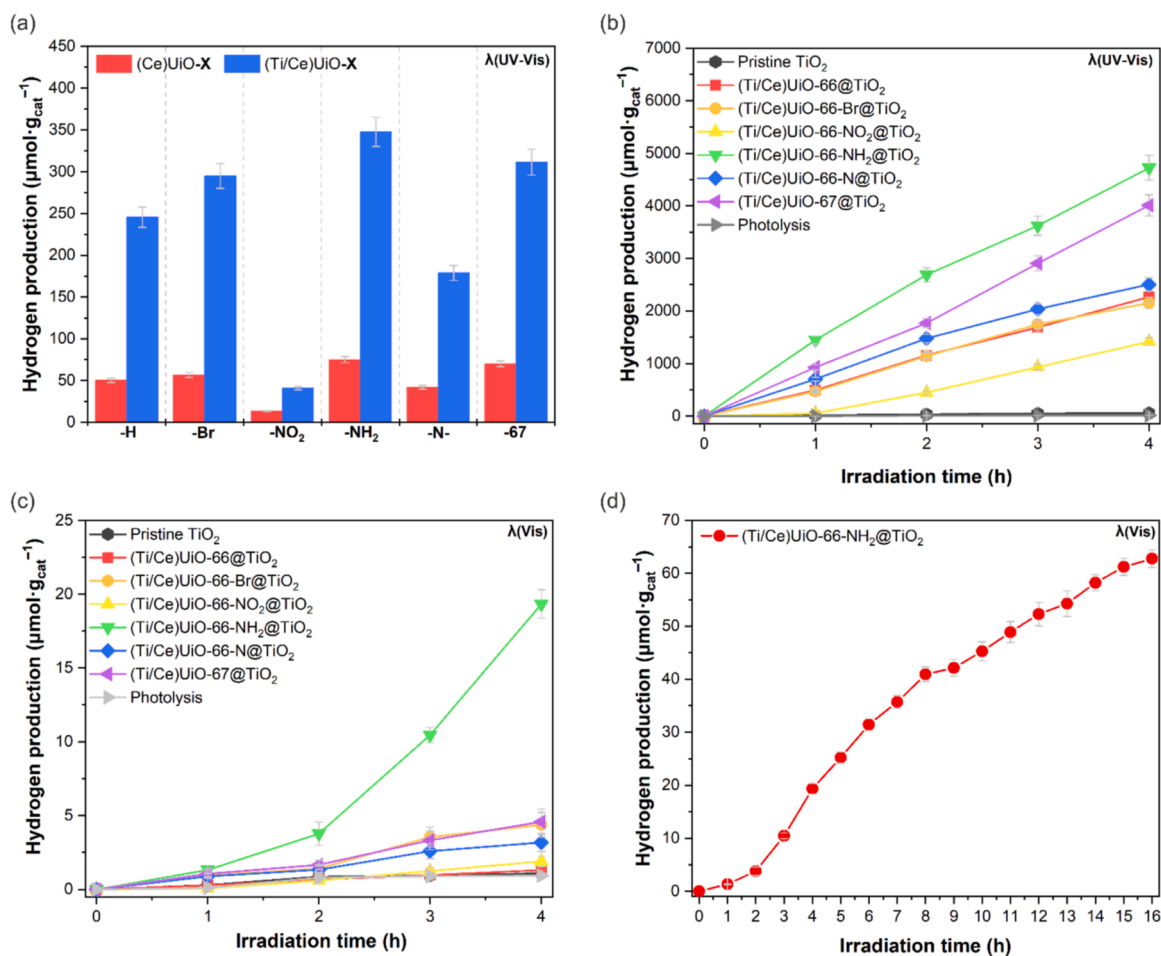 (a)
Hydrogen production (μmol·gcat⁻¹)
450
400
350
300
250
200
150
100
50
0
(Ce)UiO-X
(Ti/Ce)UiO-X
λ(UV-Vis)
-H
-Br
-NO₂
-NH₂
-N-
-67
(b)
Hydrogen production (μmol·gcat⁻¹)
7000
6000
5000
4000
3000
2000
1000
0
λ(UV-Vis)
Pristine TiO₂
(Ti/Ce)UiO-66@TiO₂
(Ti/Ce)UiO-66-Br@TiO₂
(Ti/Ce)UiO-66-NO₂@TiO₂
(Ti/Ce)UiO-66-NH₂@TiO₂
(Ti/Ce)UiO-66-N@TiO₂
(Ti/Ce)UiO-67@TiO₂
Photolysis
0 1 2 3 4
Irradiation time (h)
(c)
Hydrogen production (μmol·gcat⁻¹)
25
20
15
10
5
0
λ(Vis)
Pristine TiO₂
(Ti/Ce)UiO-66@TiO₂
(Ti/Ce)UiO-66-Br@TiO₂
(Ti/Ce)UiO-66-NO₂@TiO₂
(Ti/Ce)UiO-66-NH₂@TiO₂
(Ti/Ce)UiO-66-N@TiO₂
(Ti/Ce)UiO-67@TiO₂
Photolysis
0 1 2 3 4
Irradiation time (h)
(d)
Hydrogen production (μmol·gcat⁻¹)
70
60
50
40
30
20
10
0
(Ti/Ce)UiO-66-NH₂@TiO₂
λ(Vis)
0 1 2 3 4 5 6 7 8 9 10 11 12 13 14 15 16
Irradiation time (h)